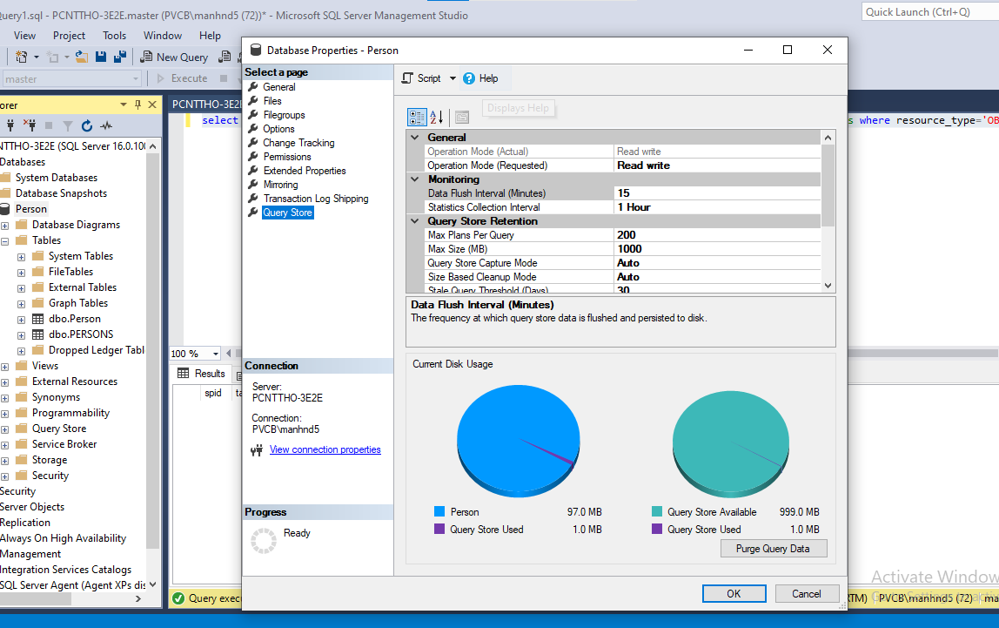 Query1.sql - PCNTTHO-3E2E.master (PVCB\manhnd5 (72))* - Microsoft SQL Server Management Studio
Quick Launch (Ctrl+Q)
View Project Tools Window Help
New Query
master
Execute
orer
PCNTTHO-3E2E
select
s where resource_type='OB
NTTHO-3E2E (SQL Server 16.0.100
Databases
System Databases
Database Snapshots
Person
Database Diagrams
Tables
System Tables
FileTables
External Tables
Graph Tables
dbo.Person
dbo.PERSONS
Dropped Ledger Tabl
Views
External Resources
Synonyms
Programmability
Query Store
Service Broker
Storage
Security
Security
Server Objects
Replication
Always On High Availability
Management
Integration Services Catalogs
SQL Server Agent (Agent XPs dis
100 %
Results
spid ta
Query exec
Database Properties - Person
Select a page
General
Files
Filegroups
Options
Change Tracking
Permissions
Extended Properties
Mirroring
Transaction Log Shipping
Query Store
Connection
Server:
PCNTTHO-3E2E
Connection:
PVCB\manhnd5
View connection properties
Progress
Ready
Script Help
Displays Help
General
Operation Mode (Actual) Read write
Operation Mode (Requested) Read write
Monitoring
Data Flush Interval (Minutes) 15
Statistics Collection Interval 1 Hour
Query Store Retention
Max Plans Per Query 200
Max Size (MB) 1000
Query Store Capture Mode Auto
Size Based Cleanup Mode Auto
Stale Query Threshold (Days) 30
Data Flush Interval (Minutes)
The frequency at which query store data is flushed and persisted to disk.
Current Disk Usage
Person 97.0 MB
Query Store Used 1.0 MB
Query Store Available 999.0 MB
Query Store Used 1.0 MB
Purge Query Data
OK Cancel
Activate Window
RTM) PVCB\manhnd5 (72) ma